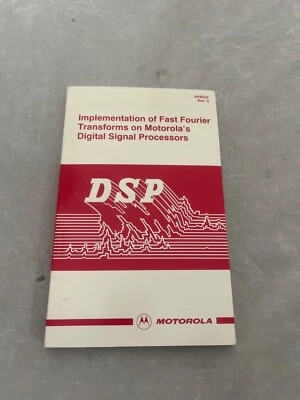 APR4/D
Rev. 3
Implementation of Fast Fourier
Transforms on Motorola's
Digital Signal Processors
DSP
MOTOROLA